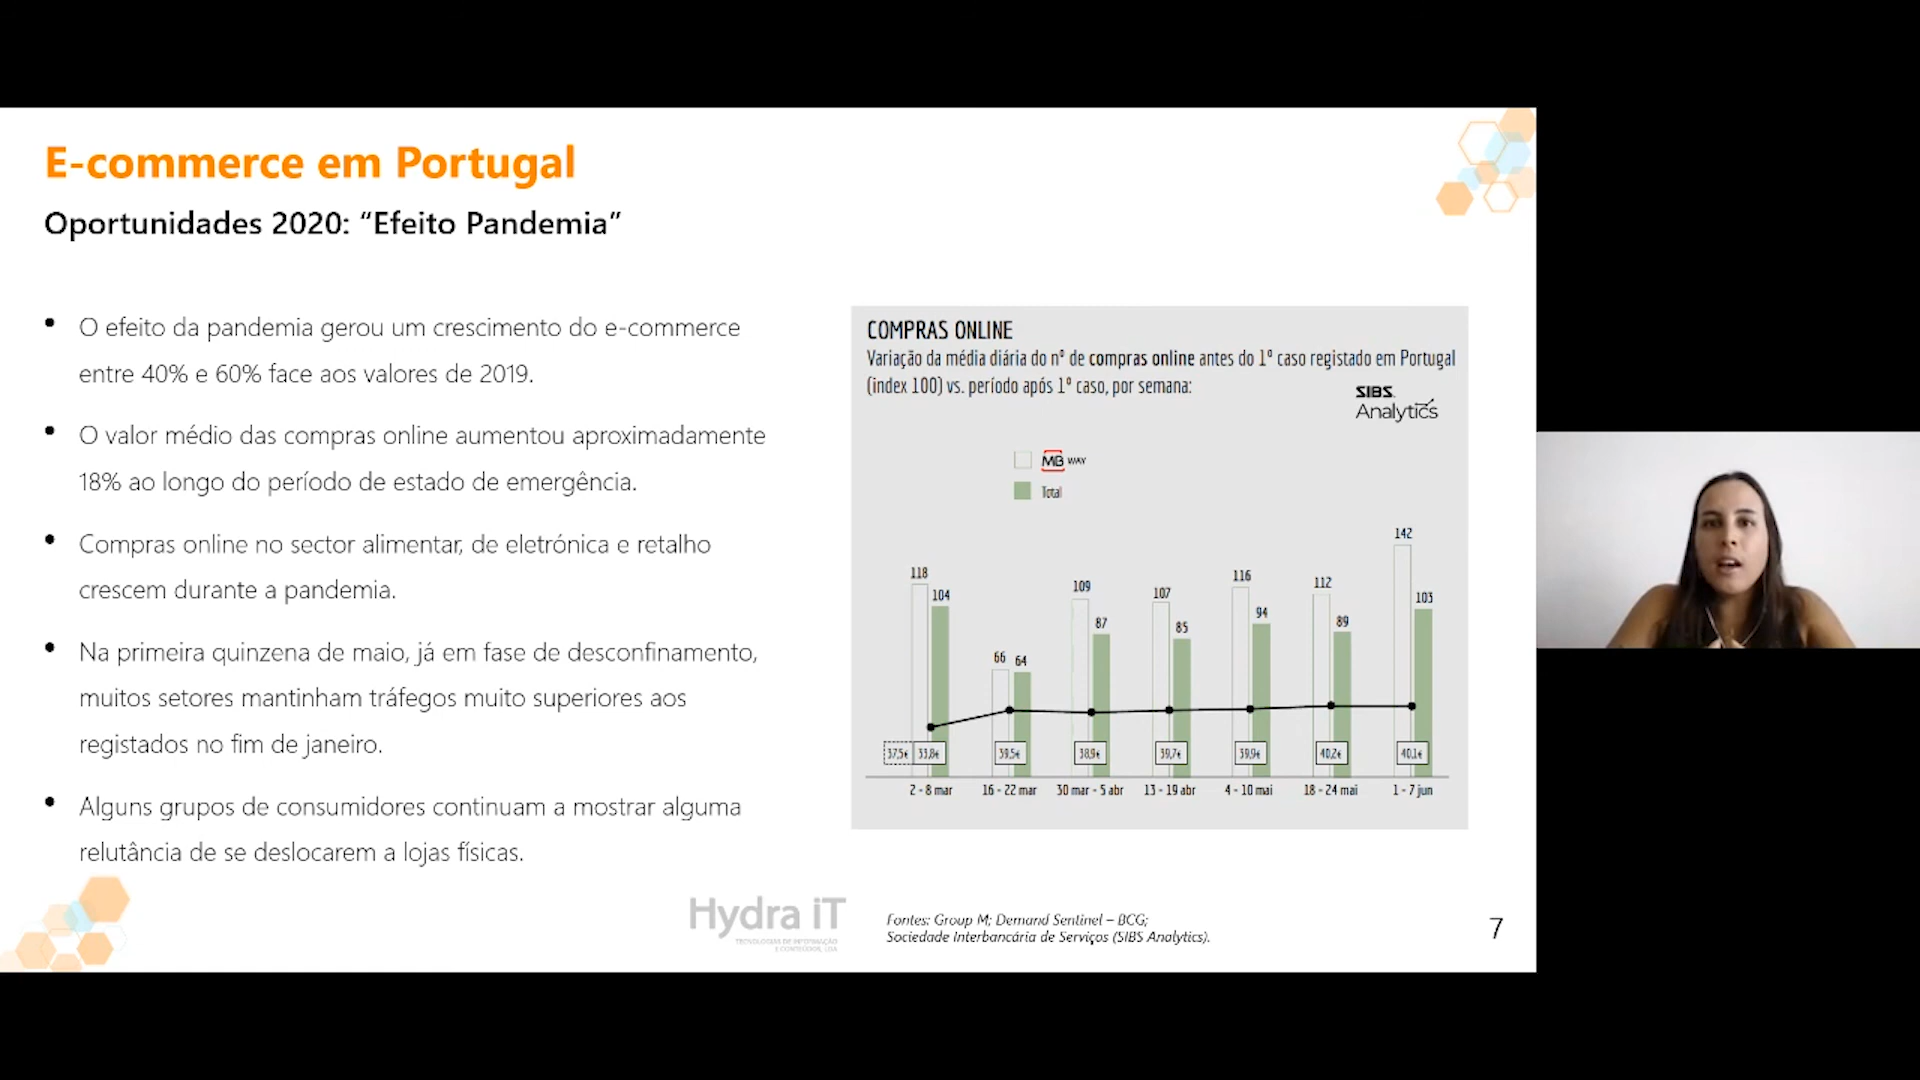 E-commerce em Portugal
Oportunidades 2020: “Efeito Pandemia”
• O efeito da pandemia gerou um crescimento do e-commerce
entre 40% e 60% face aos valores de 2019.
• O valor médio das compras online aumentou aproximadamente
18% ao longo do período de estado de emergência.
• Compras online no sector alimentar, de eletrónica e retalho
crescem durante a pandemia.
• Na primeira quinzena de maio, já em fase de desconfinamento,
muitos setores mantinham tráfegos muito superiores aos
registados no fim de janeiro.
• Alguns grupos de consumidores continuam a mostrar alguma
relutância de se deslocarem a lojas físicas.
COMPRAS ONLINE
Variação da média diária do nº de compras online antes do 1º caso registado em Portugal
(index 100) vs. período após 1º caso, por semana:
SIBS
Analytics
MB WAY
Total
118 104 66 64 109 87 107 85 116 94 112 89 142 103
37,5€ 33,8€ 39,5€ 38,9€ 39,7€ 39,9€ 40,2€ 40,1€
2 - 8 mar 16 - 22 mar 30 mar - 5 abr 13 - 19 abr 4 - 10 mai 18 - 24 mai 1 - 7 jun
Hydra iT
TECNOLOGIAS DE INFORMAÇÃO
E CONTEÚDOS, LDA
Fontes: Group M; Demand Sentinel – BCG;
Sociedade Interbancária de Serviços (SIBS Analytics).
7